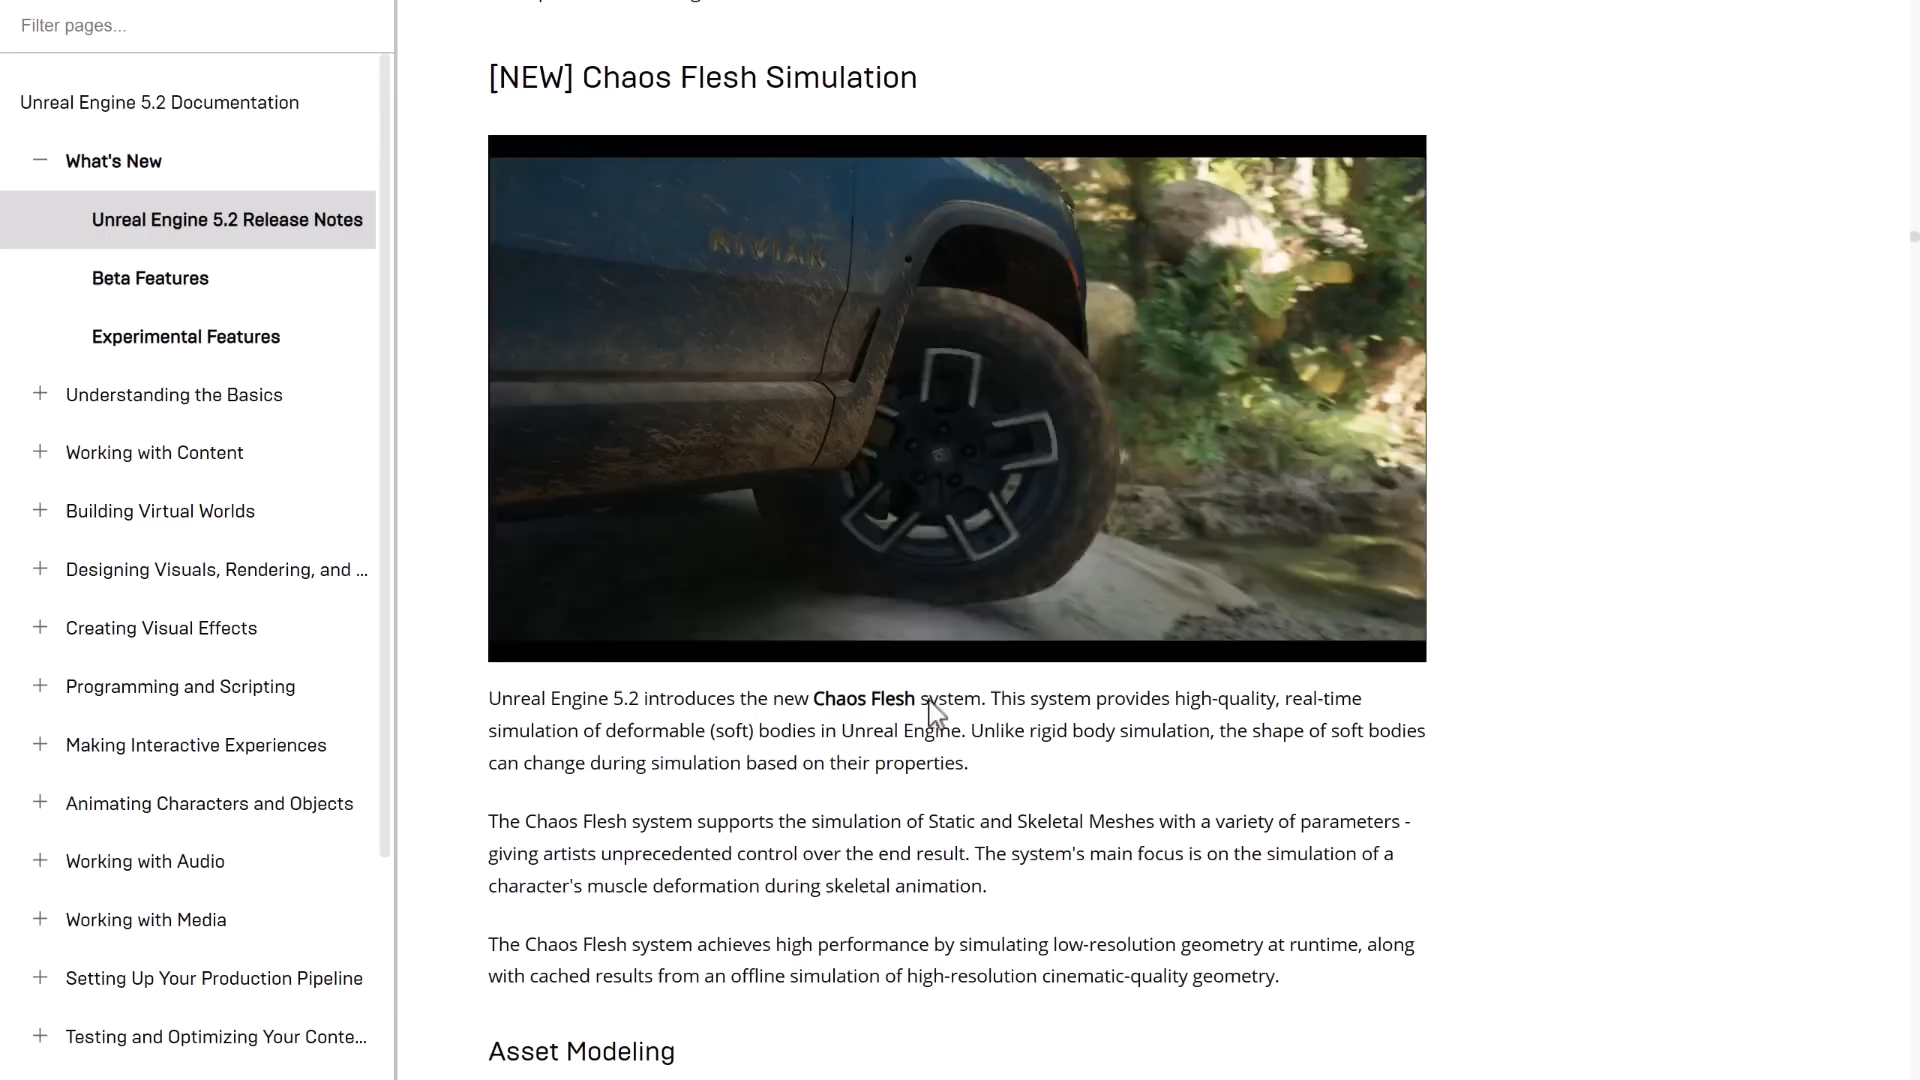 Filter pages...
Unreal Engine 5.2 Documentation
What's New
Unreal Engine 5.2 Release Notes
Beta Features
Experimental Features
Understanding the Basics
Working with Content
Building Virtual Worlds
Designing Visuals, Rendering, and ...
Creating Visual Effects
Programming and Scripting
Making Interactive Experiences
Animating Characters and Objects
Working with Audio
Working with Media
Setting Up Your Production Pipeline
Testing and Optimizing Your Conte...
[NEW] Chaos Flesh Simulation
RIVIAN
Unreal Engine 5.2 introduces the new Chaos Flesh system. This system provides high-quality, real-time
simulation of deformable (soft) bodies in Unreal Engine. Unlike rigid body simulation, the shape of soft bodies
can change during simulation based on their properties.
The Chaos Flesh system supports the simulation of Static and Skeletal Meshes with a variety of parameters -
giving artists unprecedented control over the end result. The system's main focus is on the simulation of a
character's muscle deformation during skeletal animation.
The Chaos Flesh system achieves high performance by simulating low-resolution geometry at runtime, along
with cached results from an offline simulation of high-resolution cinematic-quality geometry.
Asset Modeling